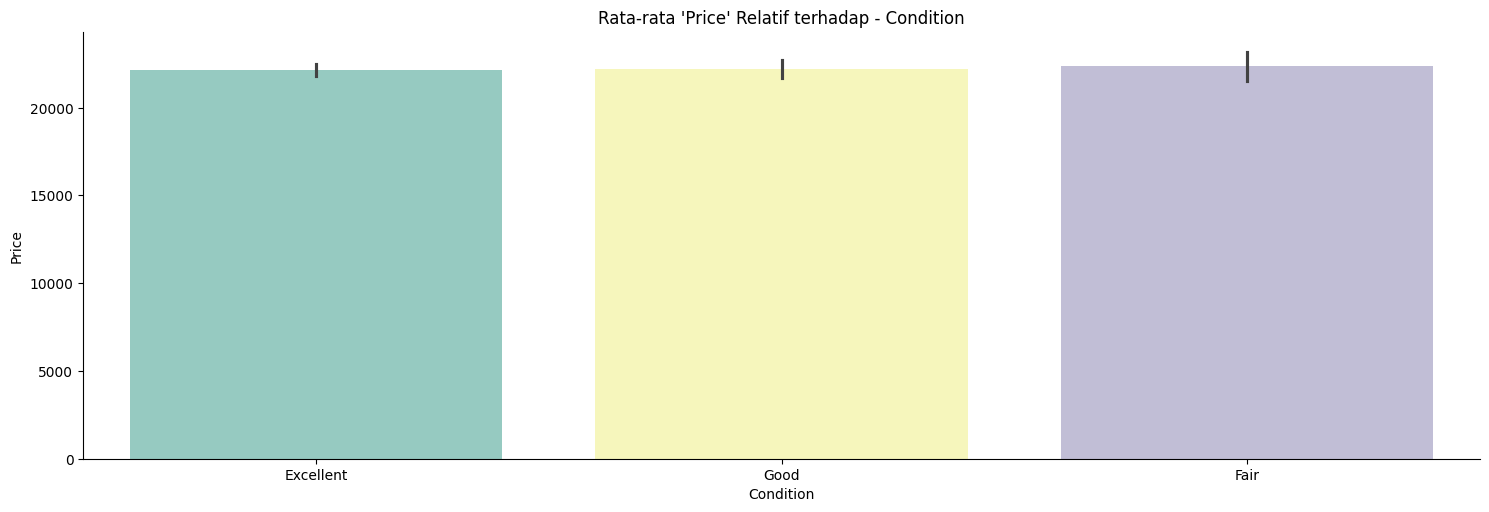 Rata-rata 'Price' Relatif terhadap - Condition
Price
20000
15000
10000
5000
0
Excellent
Good
Fair
Condition